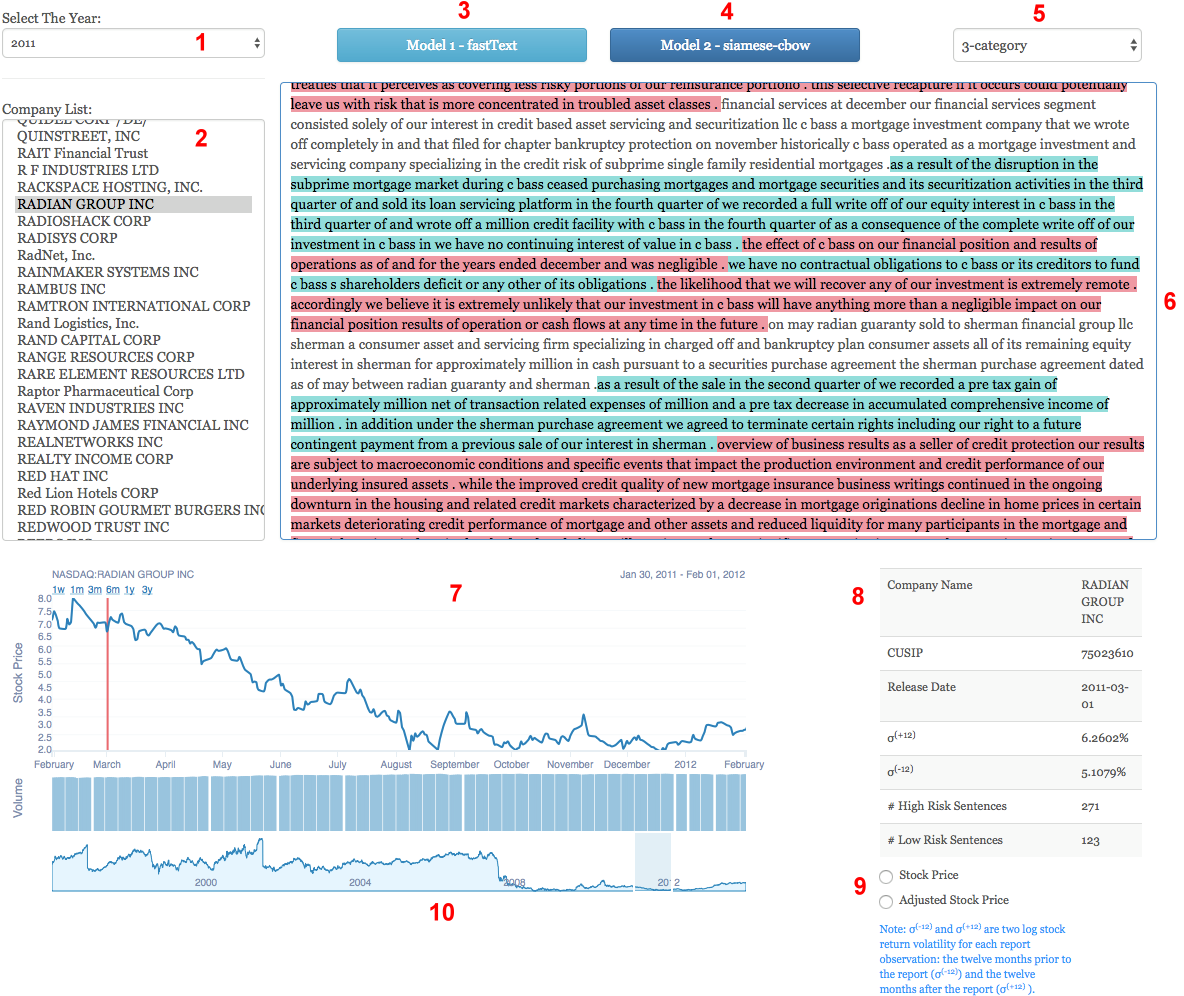 Select The Year:
1
2011
3
Model 1 - fastText
4
Model 2 - siamese-cbow
5
3-category
Company List:
2
QUIDEL CORP /DE/
QUINSTREET, INC
RAIT Financial Trust
R F INDUSTRIES LTD
RACKSPACE HOSTING, INC.
RADIAN GROUP INC
RADIOSHACK CORP
RADISYS CORP
RadNet, Inc.
RAINMAKER SYSTEMS INC
RAMBUS INC
RAMTRON INTERNATIONAL CORP
Rand Logistics, Inc.
RAND CAPITAL CORP
RANGE RESOURCES CORP
RARE ELEMENT RESOURCES LTD
Raptor Pharmaceutical Corp
RAVEN INDUSTRIES INC
RAYMOND JAMES FINANCIAL INC
REALNETWORKS INC
REALTY INCOME CORP
RED HAT INC
Red Lion Hotels CORP
RED ROBIN GOURMET BURGERS INC
REDWOOD TRUST INC
treaties that it perceives as covering less risky portions of our reinsurance portfolio . this selective recapture if it occurs could potentially
leave us with risk that is more concentrated in troubled asset classes . financial services at december our financial services segment
consisted solely of our interest in credit based asset servicing and securitization llc c bass a mortgage investment company that we wrote
off completely in and that filed for chapter bankruptcy protection on november historically c bass operated as a mortgage investment and
servicing company specializing in the credit risk of subprime single family residential mortgages .as a result of the disruption in the
subprime mortgage market during c bass ceased purchasing mortgages and mortgage securities and its securitization activities in the third
quarter of and sold its loan servicing platform in the fourth quarter of we recorded a full write off of our equity interest in c bass in the
third quarter of and wrote off a million credit facility with c bass in the fourth quarter of as a consequence of the complete write off of our
investment in c bass in we have no continuing interest of value in c bass . the effect of c bass on our financial position and results of
operations as of and for the years ended december and was negligible . we have no contractual obligations to c bass or its creditors to fund
c bass s shareholders deficit or any other of its obligations . the likelihood that we will recover any of our investment is extremely remote .
accordingly we believe it is extremely unlikely that our investment in c bass will have anything more than a negligible impact on our
financial position results of operation or cash flows at any time in the future . on may radian guaranty sold to sherman financial group llc
sherman a consumer asset and servicing firm specializing in charged off and bankruptcy plan consumer assets all of its remaining equity
interest in sherman for approximately million in cash pursuant to a securities purchase agreement the sherman purchase agreement dated
as of may between radian guaranty and sherman .as a result of the sale in the second quarter of we recorded a pre tax gain of
approximately million net of transaction related expenses of million and a pre tax decrease in accumulated comprehensive income of
million . in addition under the sherman purchase agreement we agreed to terminate certain rights including our right to a future
contingent payment from a previous sale of our interest in sherman . overview of business results as a seller of credit protection our results
are subject to macroeconomic conditions and specific events that impact the production environment and credit performance of our
underlying insured assets . while the improved credit quality of new mortgage insurance business writings continued in the ongoing
downturn in the housing and related credit markets characterized by a decrease in mortgage originations decline in home prices in certain
markets deteriorating credit performance of mortgage and other assets and reduced liquidity for many participants in the mortgage and
6
NASDAQ:RADIAN GROUP INC
Jan 30, 2011 - Feb 01, 2012
1w 1m 3m 6m 1y 3y
7
Stock Price
8.0
7.5
7.0
6.5
6.0
5.5
5.0
4.5
4.0
3.5
3.0
2.5
2.0
February March April May June July August September October November December 2012 February
Volume
2000 2004 2008 2012
10
8
Company Name RADIAN
GROUP
INC
CUSIP 75023610
Release Date 2011-03-
01
σ(+12) 6.2602%
σ(-12) 5.1079%
# High Risk Sentences 271
# Low Risk Sentences 123
9
Stock Price
Adjusted Stock Price
Note: σ(-12) and σ(+12) are two log stock
return volatility for each report
observation: the twelve months prior to
the report (σ(-12)) and the twelve
months after the report (σ(+12) ).